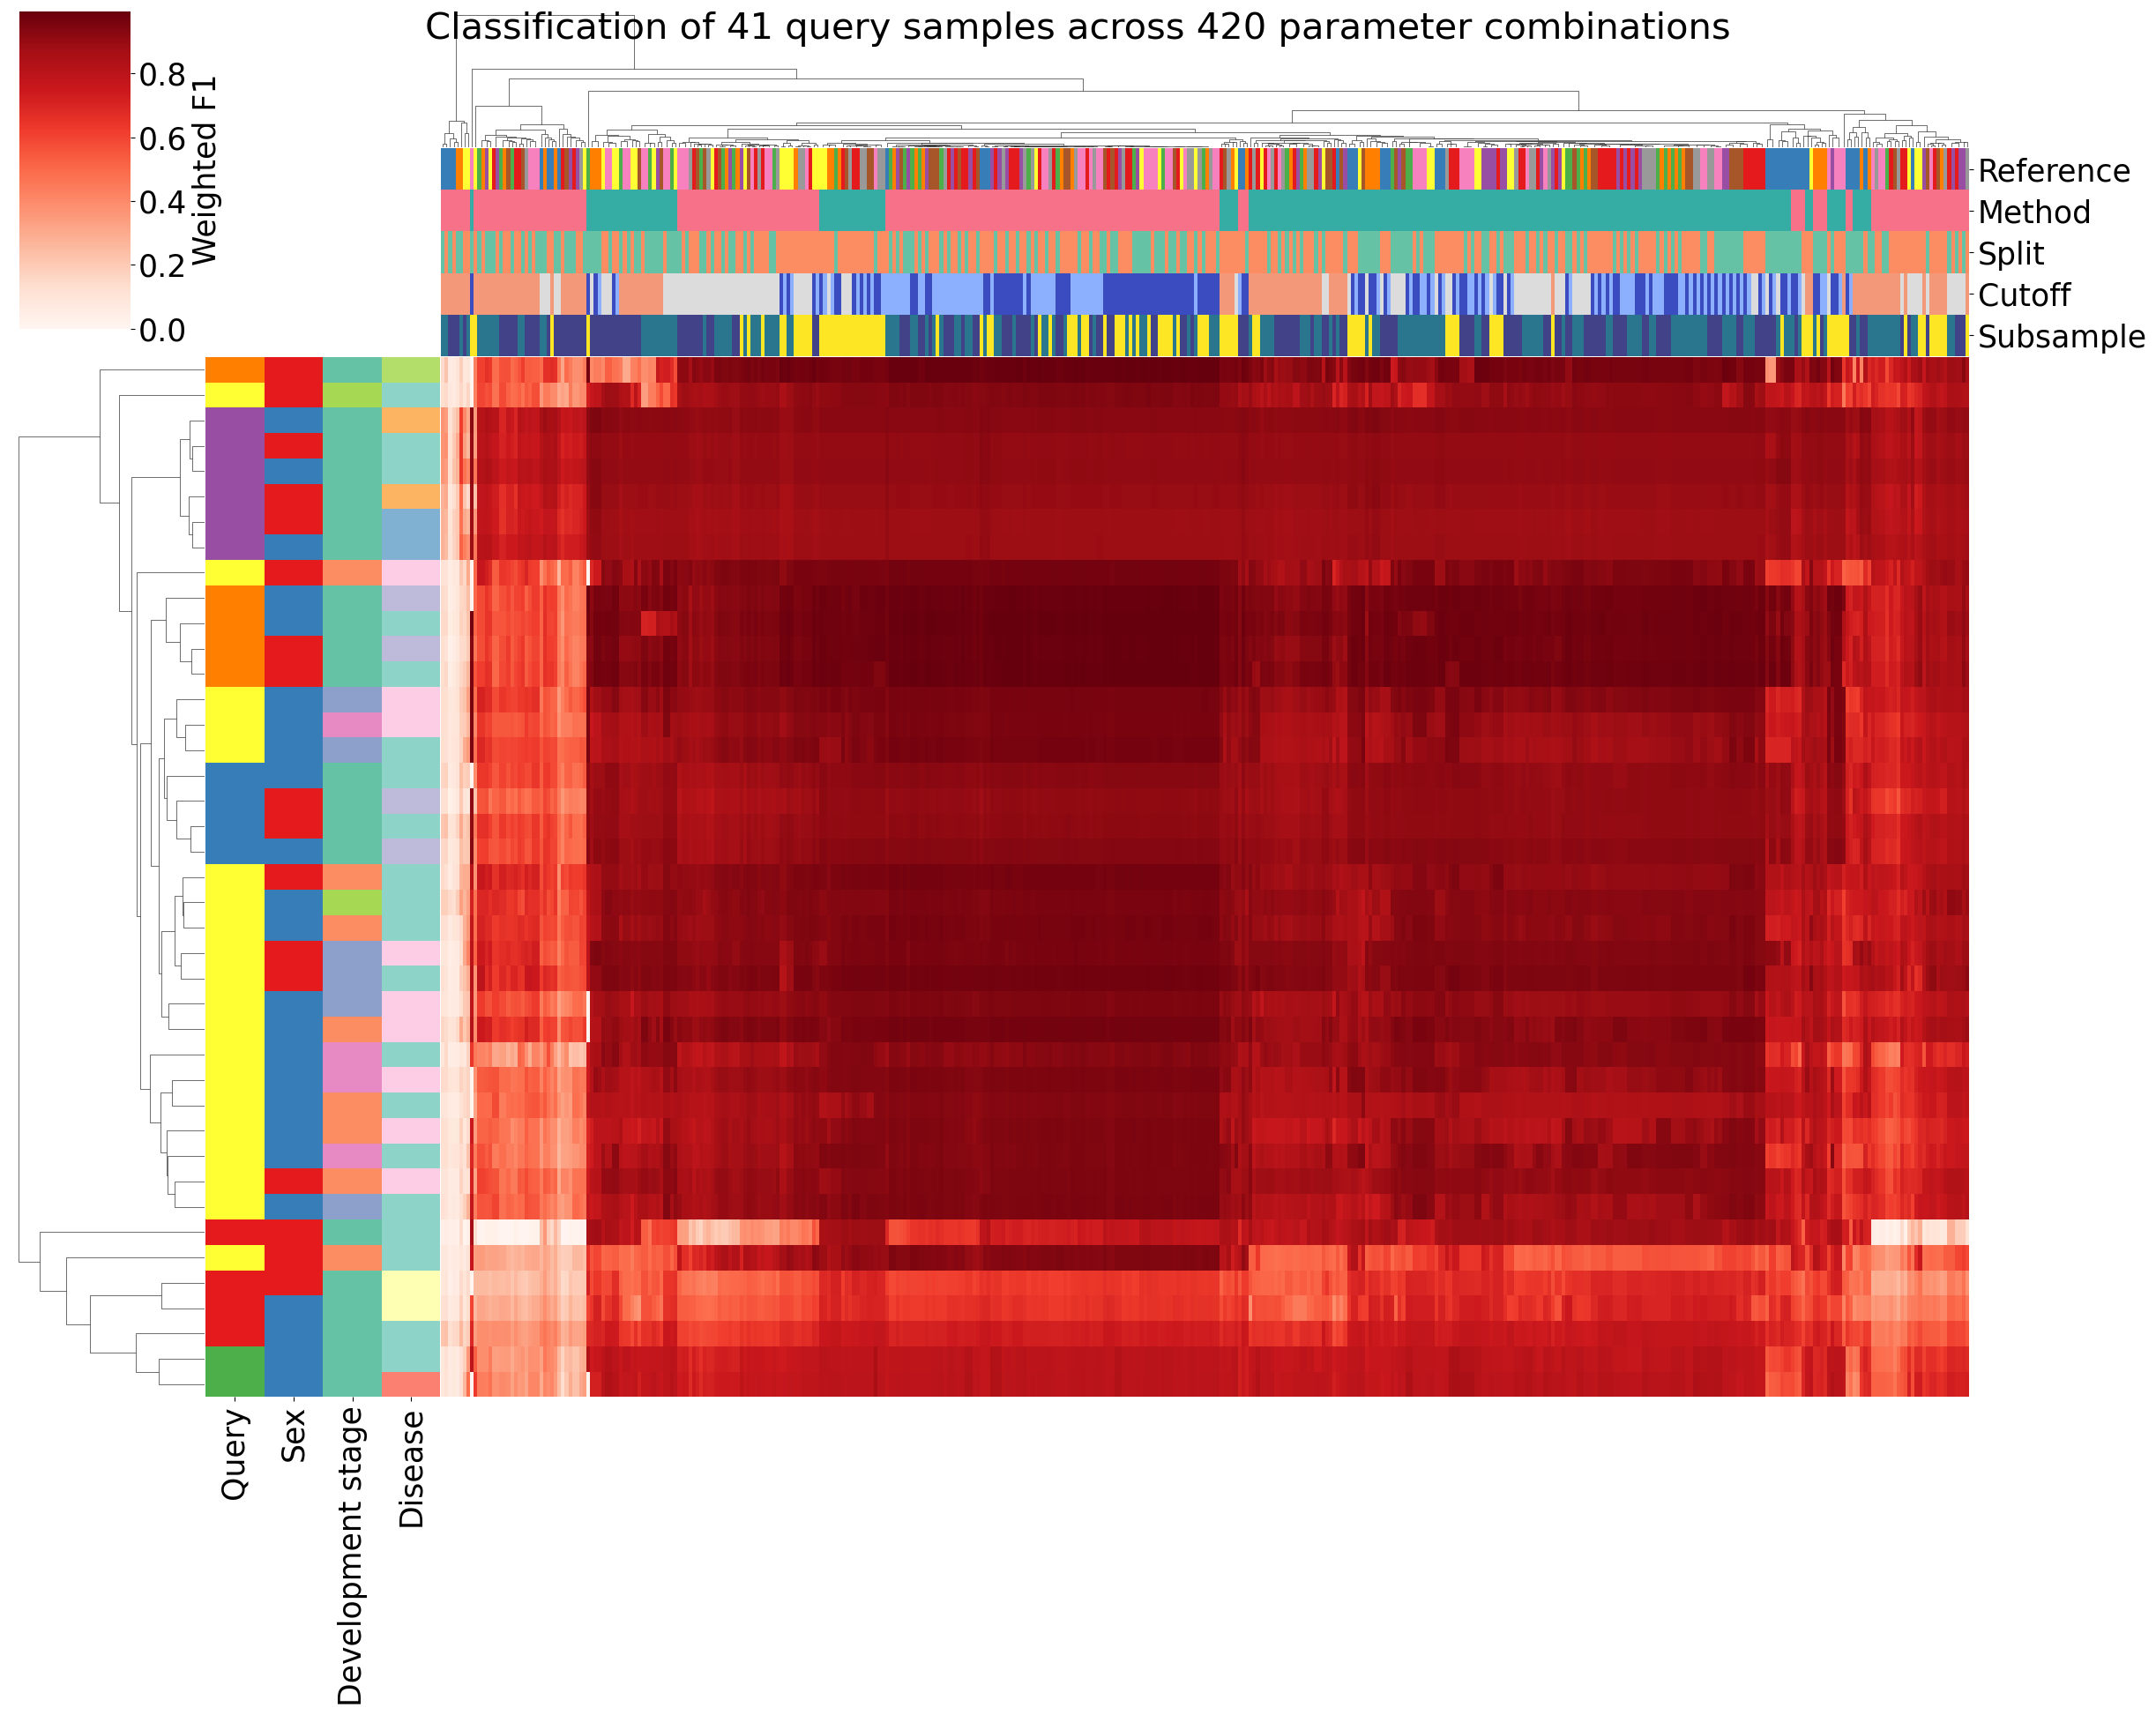 Classification of 41 query samples across 420 parameter combinations
0.8
0.6
0.4
0.2
0.0
Weighted F1
Reference
Method
Split
Cutoff
Subsample
Query
Sex
Development stage
Disease